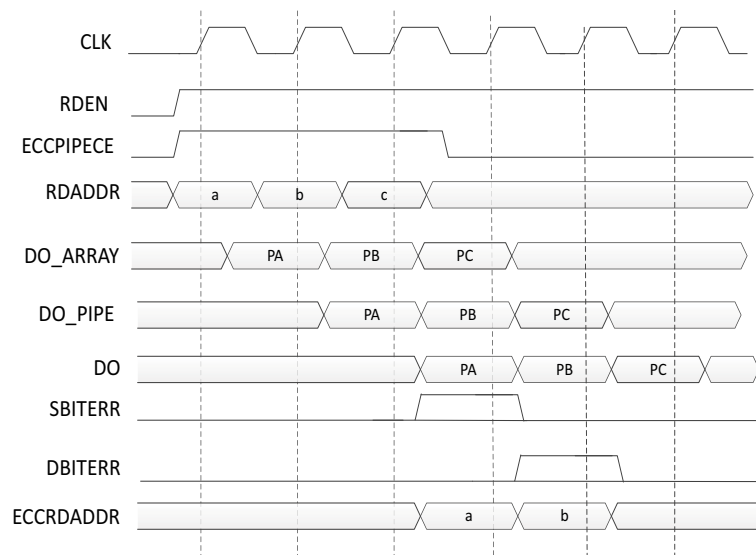 CLK
RDEN
ECCPIPECE
RDADDR a b c
DO_ARRAY PA PB PC
DO_PIPE PA PB PC
DO PA PB PC
SBITERR
DBITERR
ECCRDADDR a b